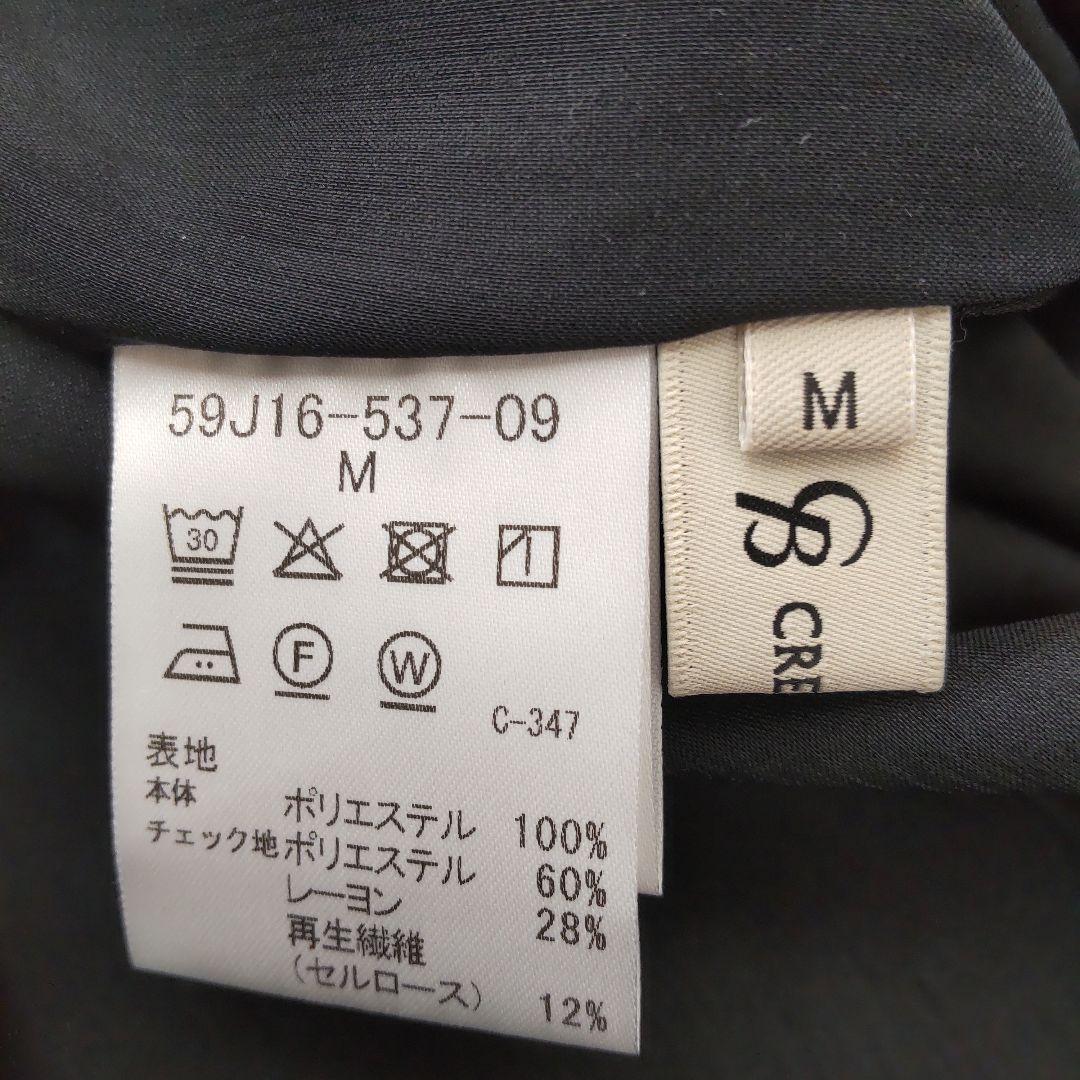 59J16-537-09
M
30
F
W
C-347
表地
本体 ポリエステル 100%
チェック地 ポリエステル 60%
レーヨン 28%
再生繊維
(セルロース) 12%
M
CRE